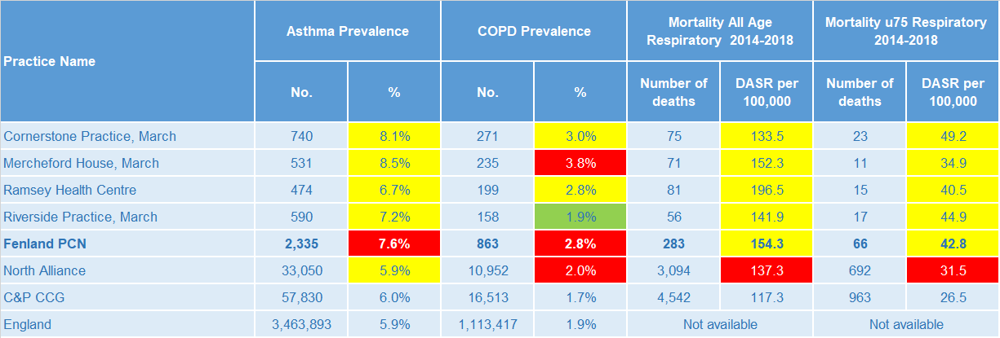 Practice Name Asthma Prevalence COPD Prevalence Mortality All Age Respiratory 2014-2018 Mortality u75 Respiratory 2014-2018
No. % No. % Number of deaths DASR per 100,000 Number of deaths DASR per 100,000
Cornerstone Practice, March 740 8.1% 271 3.0% 75 133.5 23 49.2
Mercheford House, March 531 8.5% 235 3.8% 71 152.3 11 34.9
Ramsey Health Centre 474 6.7% 199 2.8% 81 196.5 15 40.5
Riverside Practice, March 590 7.2% 158 1.9% 56 141.9 17 44.9
Fenland PCN 2,335 7.6% 863 2.8% 283 154.3 66 42.8
North Alliance 33,050 5.9% 10,952 2.0% 3,094 137.3 692 31.5
C&P CCG 57,830 6.0% 16,513 1.7% 4,542 117.3 963 26.5
England 3,463,893 5.9% 1,113,417 1.9% Not available Not available